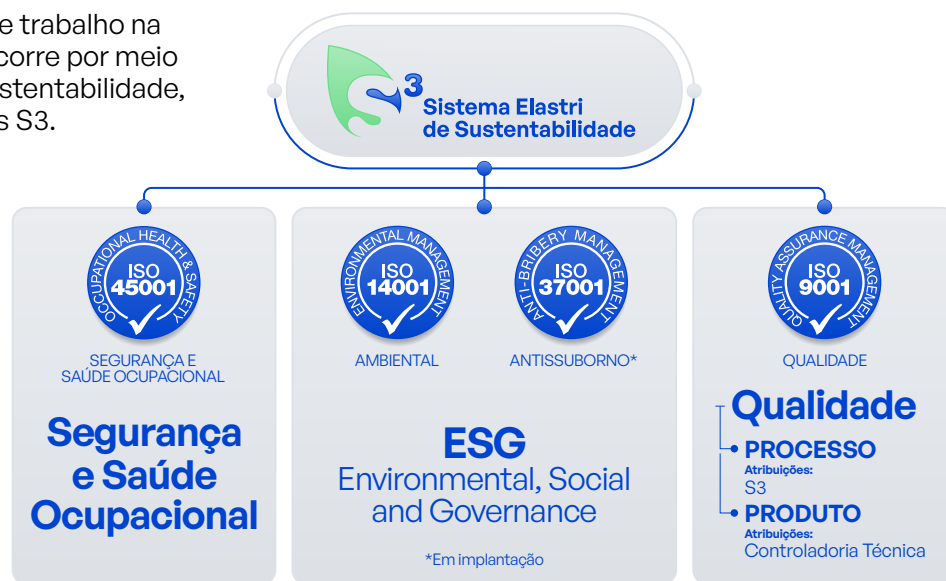 e trabalho na
corre por meio
stentabilidade,
s S3.
S³
Sistema Elastri
de Sustentabilidade
OCCUPATIONAL HEALTH & SAFETY
ISO
45001
SEGURANÇA E
SAÚDE OCUPACIONAL
Segurança
e Saúde
Ocupacional
ENVIRONMENTAL MANAGEMENT
ISO
14001
AMBIENTAL
ANTI-BRIBERY MANAGEMENT
ISO
37001
ANTISSUBORNO*
ESG
Environmental, Social
and Governance
*Em implantação
QUALITY ASSURANCE MANAGEMENT
ISO
9001
QUALIDADE
Qualidade
PROCESSO
Atribuições:
S3
PRODUTO
Atribuições:
Controladoria Técnica